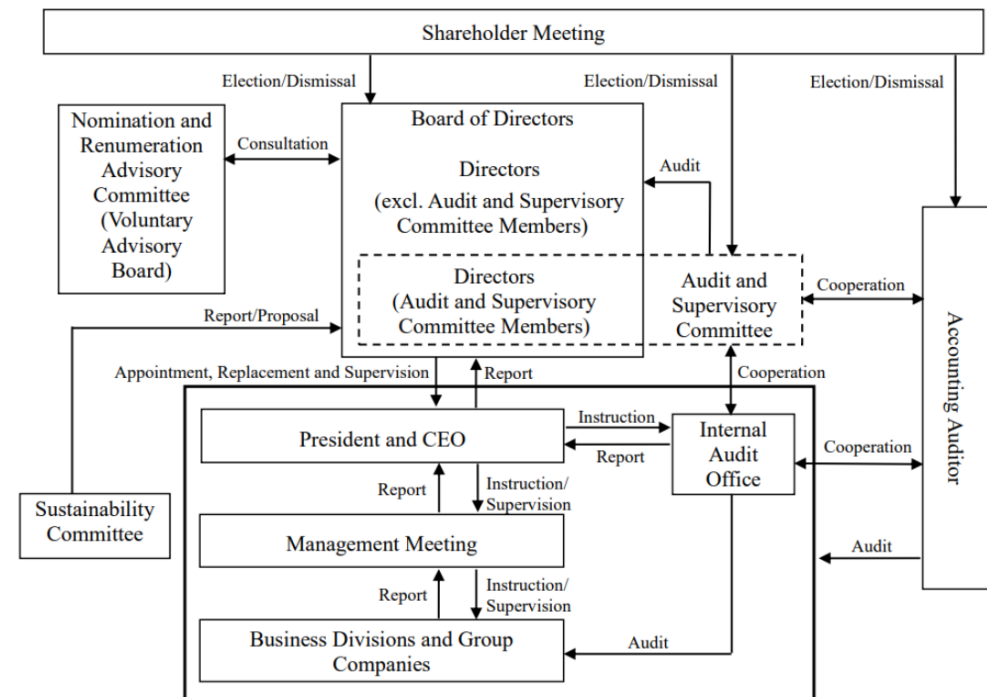 Shareholder Meeting
Election/Dismissal
Election/Dismissal
Election/Dismissal
Nomination and
Renumeration
Advisory
Committee
(Voluntary
Advisory
Board)
Consultation
Board of Directors
Directors
(excl. Audit and Supervisory
Committee Members)
Audit
Directors
(Audit and Supervisory
Committee Members)
Audit and
Supervisory
Committee
Cooperation
Accounting Auditor
Report/Proposal
Appointment, Replacement and Supervision
Report
Cooperation
President and CEO
Instruction
Report
Internal
Audit
Office
Cooperation
Sustainability
Committee
Report
Instruction/
Supervision
Management Meeting
Audit
Report
Instruction/
Supervision
Business Divisions and Group
Companies
Audit